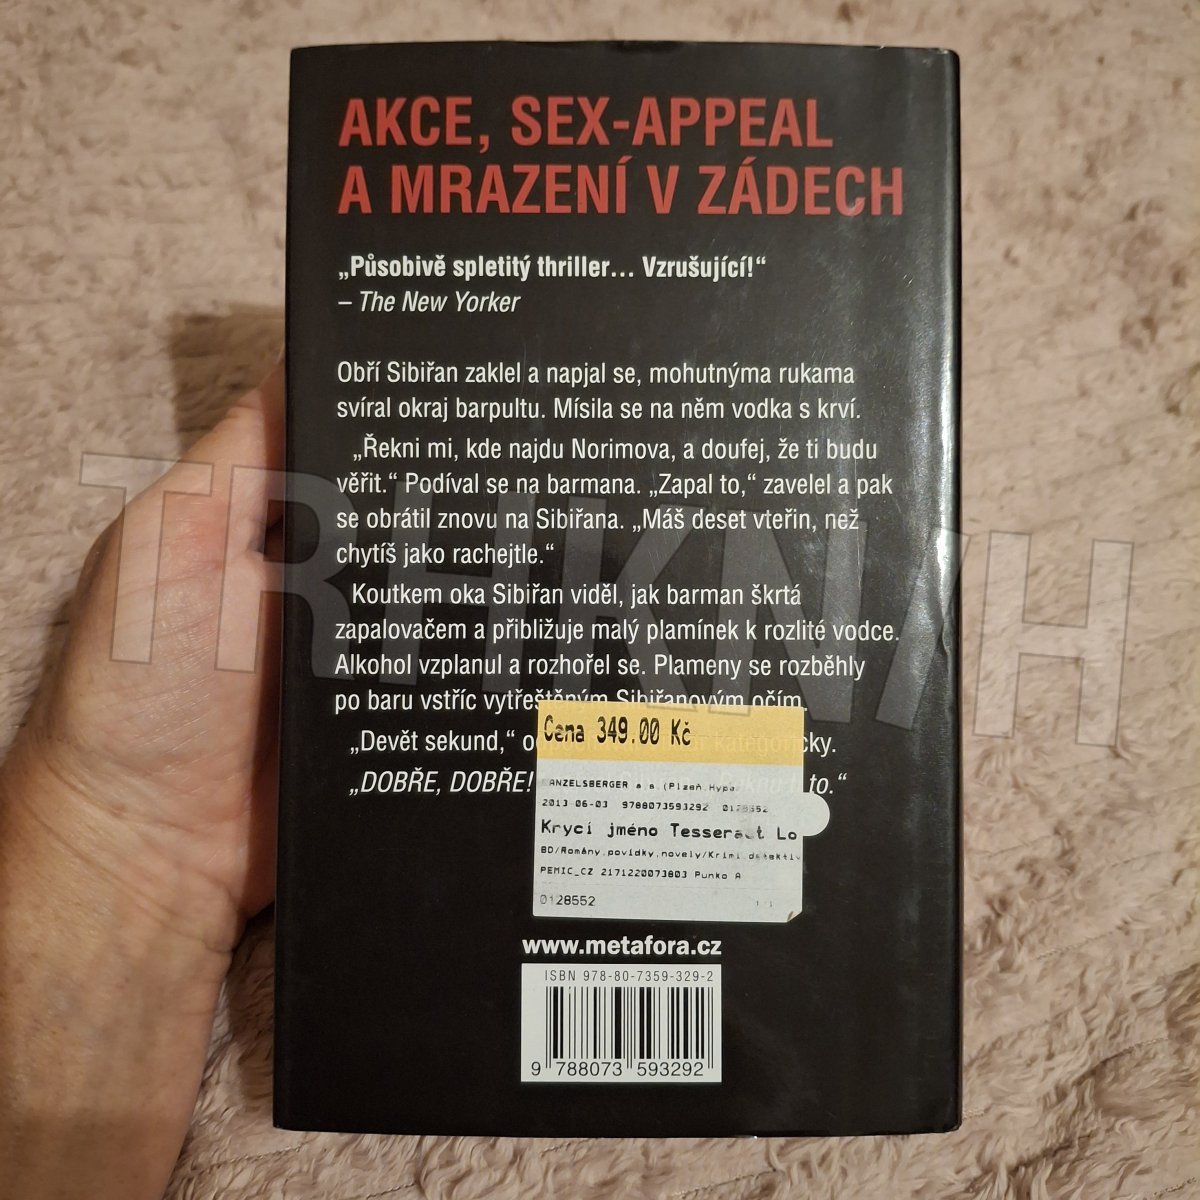 AKCE, SEX-APPEAL
A MRAZENÍ V ZÁDECH
„Působivě spletitý thriller... Vzrušující!“
– The New Yorker
Obří Sibiřan zaklel a napjal se, mohutnýma rukama
svíral okraj barpultu. Mísila se na něm vodka s krví.
„Řekni mi, kde najdu Norimova, a doufej, že ti budu
věřit.“ Podíval se na barmana. „Zapal to,“ zavelel a pak
se obrátil znovu na Sibiřana. „Máš deset vteřin, než
chytíš jako rachejtle.“
Koutkem oka Sibiřan viděl, jak barman škrtá
zapalovačem a přibližuje malý plamínek k rozlité vodce.
Alkohol vzplanul a rozhořel se. Plameny se rozběhly
po baru vstříc vytřeštěným Sibiřanovým očím.
„Devět sekund,“ kategoricky.
„DOBŘE, DOBŘE! to.“
Cena 349.00 Kč
KANZELSBERGER a.s.(Plzeň,Hype
2013-06-03 9788073593292 0128552
Krycí jméno Tesseract Lo
BD/Romány,povídky,novely/Krimi,detektiv
PEMIC_CZ 2171220073803 Punko A
0128552 1/1
www.metafora.cz
ISBN 978-80-7359-329-2
9 788073 593292
TRHKNIH